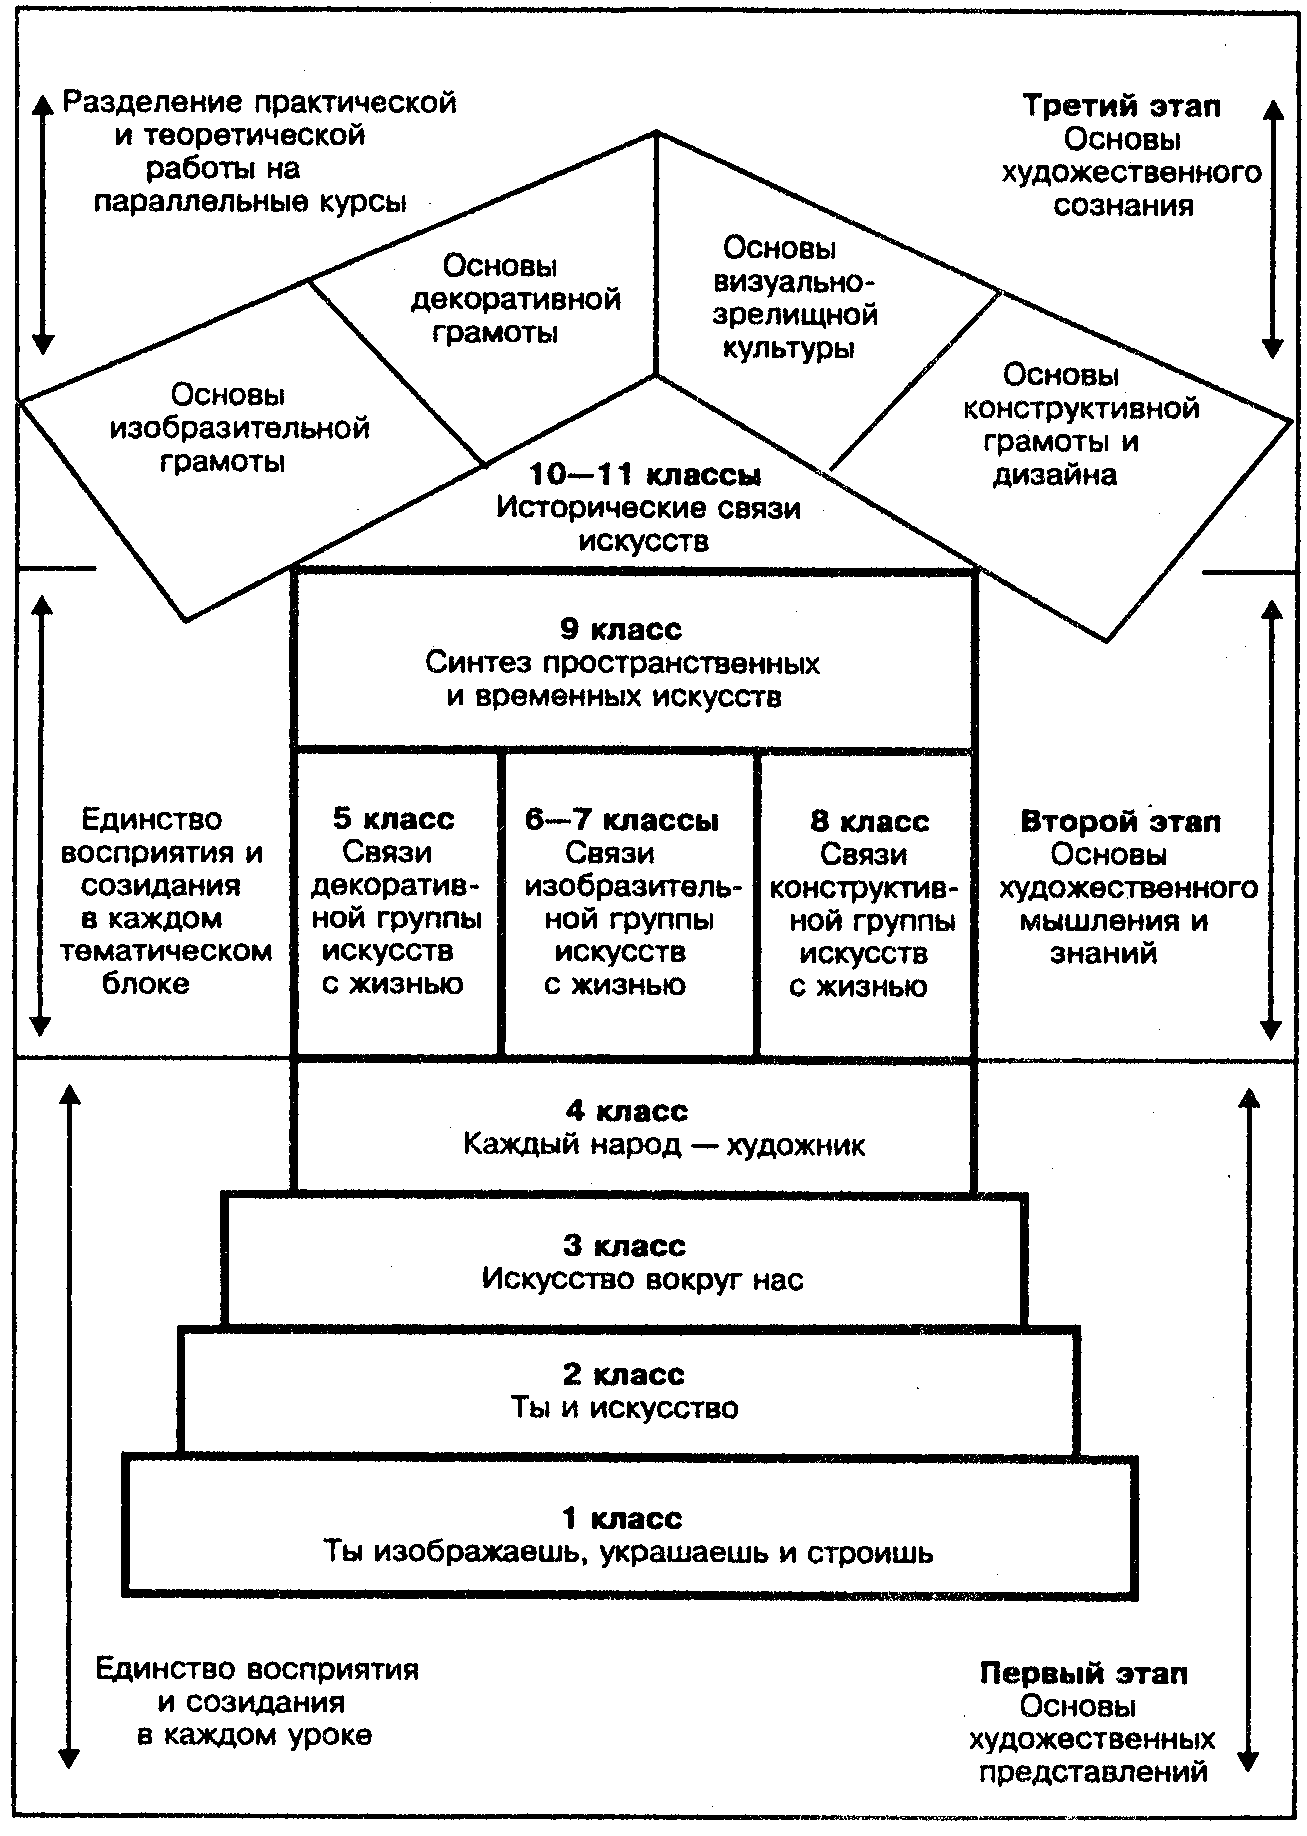 Разделение практической
и теоретической
работы на
параллельные курсы
Третий этап
Основы
художественного
сознания
Основы
декоративной
грамоты
Основы
визуально-
зрелищной
культуры
Основы
изобразительной
грамоты
Основы
конструктивной
грамоты и
дизайна
10—11 классы
Исторические связи
искусств
9 класс
Синтез пространственных
и временных искусств
Единство
восприятия и
созидания
в каждом
тематическом
блоке
5 класс
Связи
декоратив-
ной группы
искусств
с жизнью
6—7 классы
Связи
изобразитель-
ной группы
искусств
с жизнью
8 класс
Связи
конструктив-
ной группы
искусств
с жизнью
Второй этап
Основы
художественного
мышления и
знаний
4 класс
Каждый народ — художник
3 класс
Искусство вокруг нас
2 класс
Ты и искусство
1 класс
Ты изображаешь, украшаешь и строишь
Единство восприятия
и созидания
в каждом уроке
Первый этап
Основы
художественных
представлений